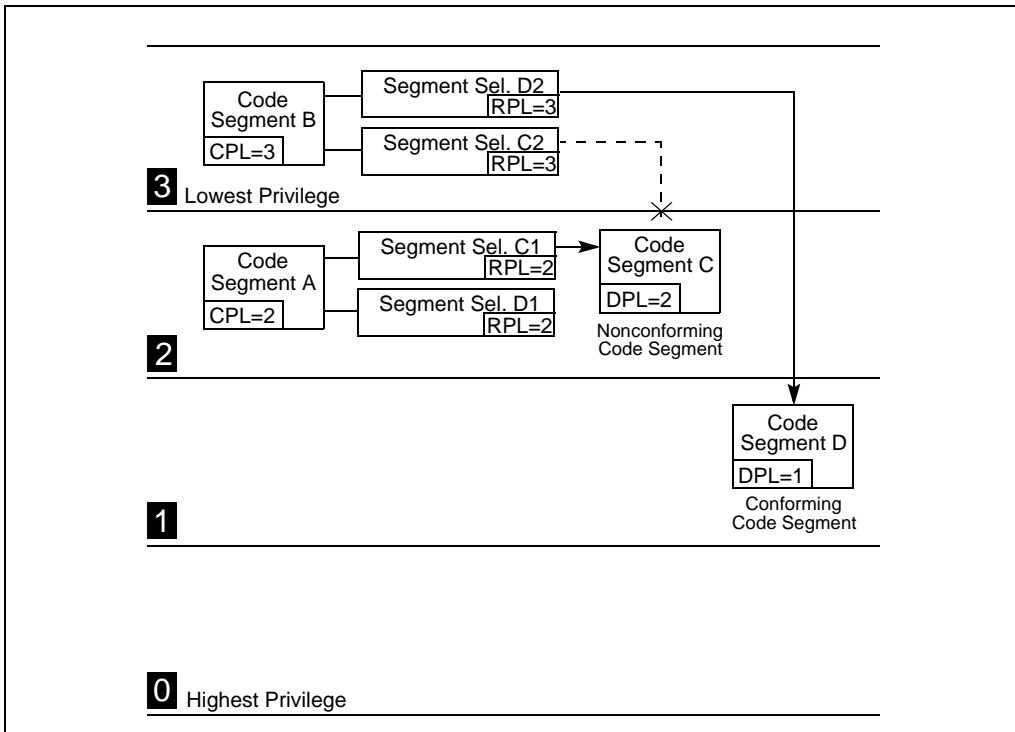 Code
Segment B
CPL=3
Segment Sel. D2
RPL=3
Segment Sel. C2
RPL=3
3 Lowest Privilege
Code
Segment A
CPL=2
Segment Sel. C1
RPL=2
Segment Sel. D1
RPL=2
Code
Segment C
DPL=2
Nonconforming
Code Segment
2
Code
Segment D
DPL=1
Conforming
Code Segment
1
0 Highest Privilege